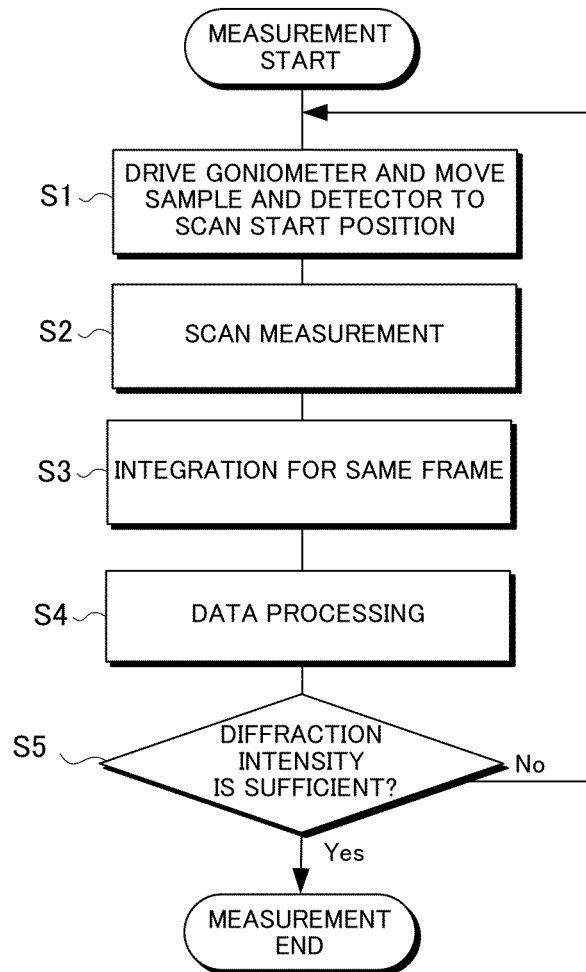 MEASUREMENT
START
S1
DRIVE GONIOMETER AND MOVE
SAMPLE AND DETECTOR TO
SCAN START POSITION
S2
SCAN MEASUREMENT
S3
INTEGRATION FOR SAME FRAME
S4
DATA PROCESSING
S5
DIFFRACTION
INTENSITY
IS SUFFICIENT?
No
Yes
MEASUREMENT
END